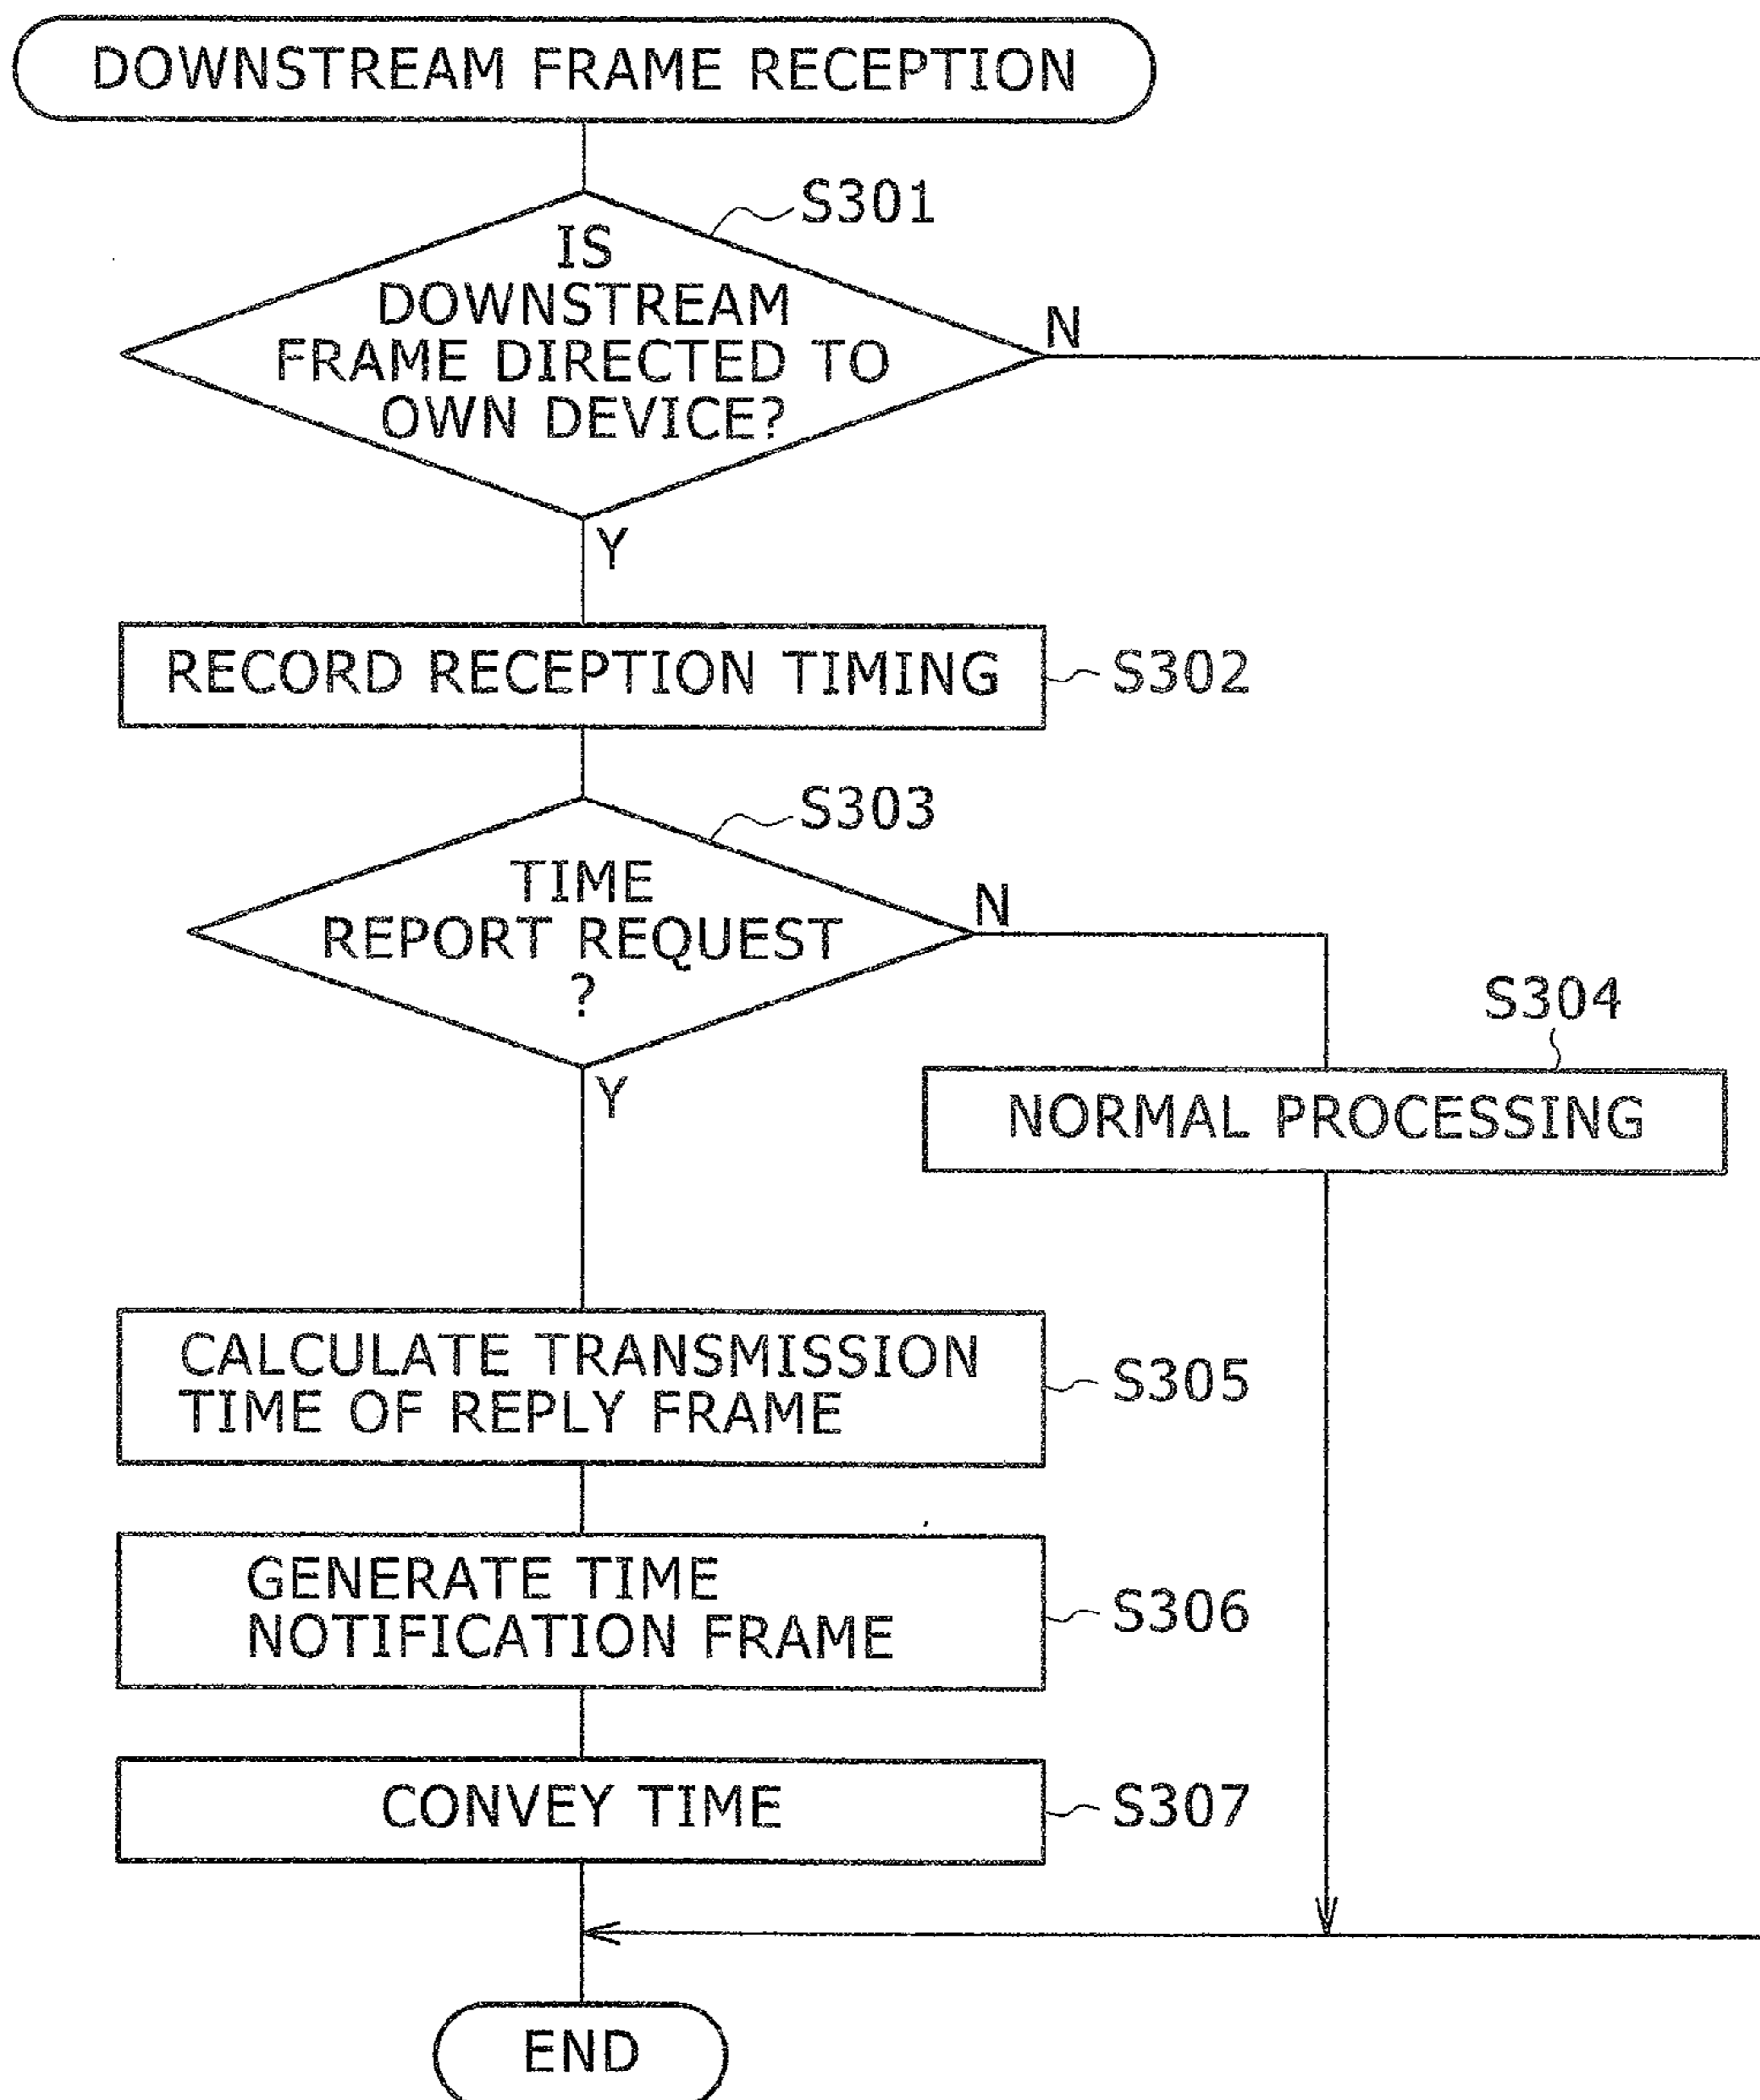 DOWNSTREAM FRAME RECEPTION
S301
IS
DOWNSTREAM
FRAME DIRECTED TO
OWN DEVICE?
N
Y
RECORD RECEPTION TIMING
S302
S303
TIME
REPORT REQUEST
?
N
Y
S304
NORMAL PROCESSING
CALCULATE TRANSMISSION
TIME OF REPLY FRAME
S305
GENERATE TIME
NOTIFICATION FRAME
S306
CONVEY TIME
S307
END